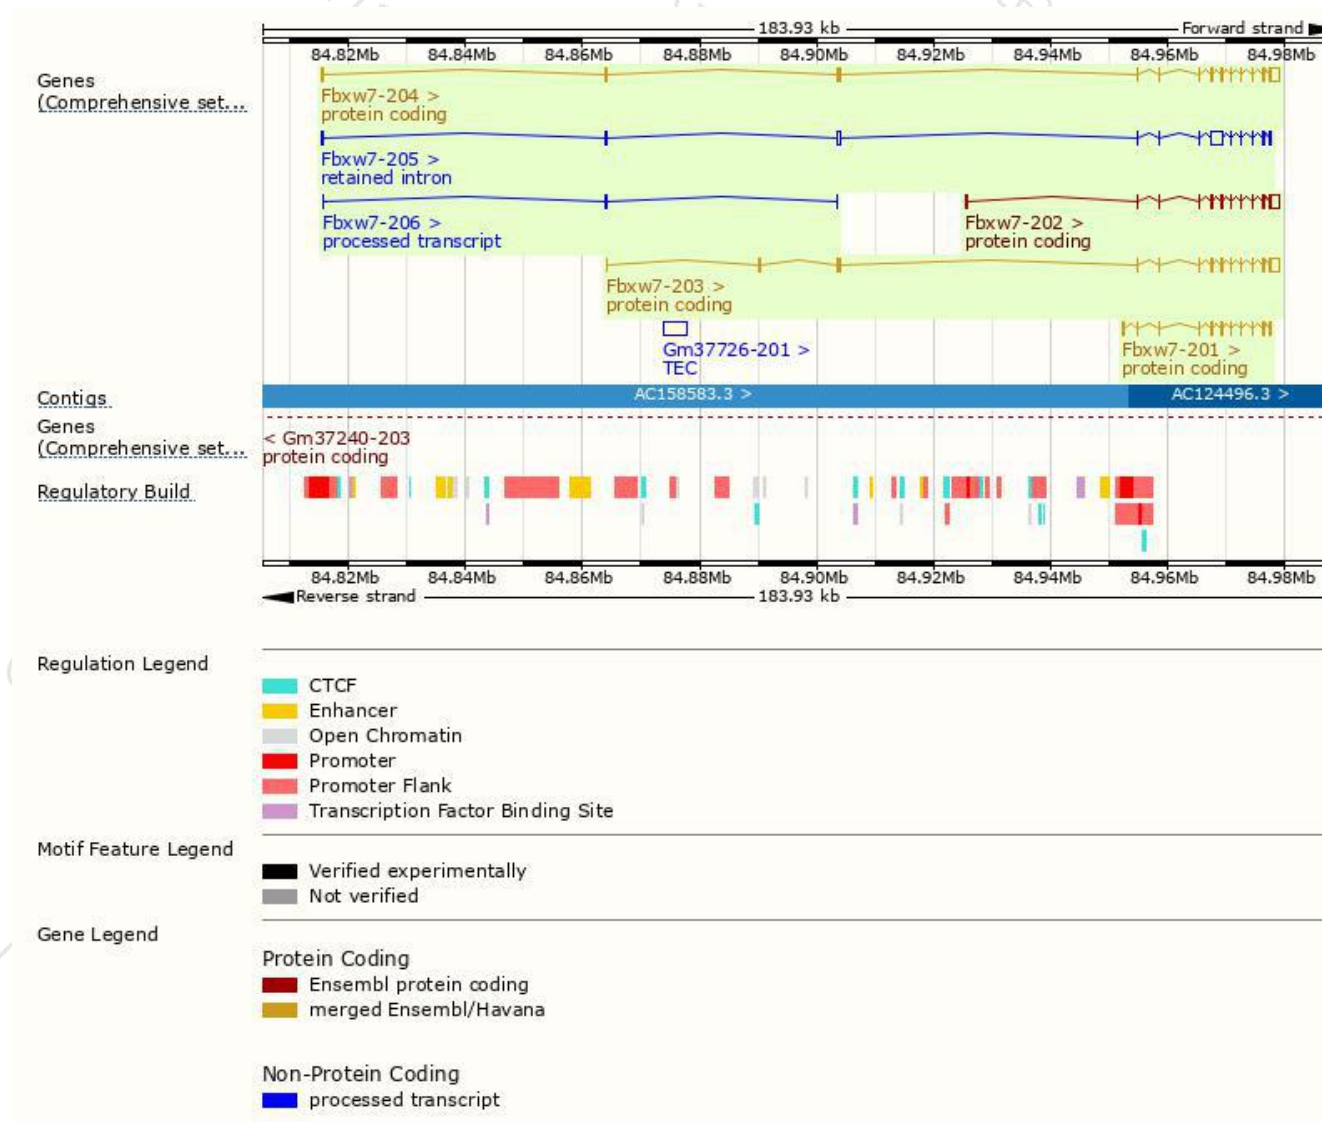 183.93 kb Forward strand
84.82Mb 84.84Mb 84.86Mb 84.88Mb 84.90Mb 84.92Mb 84.94Mb 84.96Mb 84.98Mb
Genes
(Comprehensive set...
Fbxw7-204 >
protein coding
Fbxw7-205 >
retained intron
Fbxw7-206 > Fbxw7-202 >
processed transcript protein coding
Fbxw7-203 >
protein coding
Gm37726-201 > Fbxw7-201 >
TEC protein coding
Contigs AC158583.3 > AC124496.3 >
Genes
(Comprehensive set...
< Gm37240-203
protein coding
Regulatory Build
84.82Mb 84.84Mb 84.86Mb 84.88Mb 84.90Mb 84.92Mb 84.94Mb 84.96Mb 84.98Mb
Reverse strand 183.93 kb
Regulation Legend
CTCF
Enhancer
Open Chromatin
Promoter
Promoter Flank
Transcription Factor Binding Site
Motif Feature Legend
Verified experimentally
Not verified
Gene Legend
Protein Coding
Ensembl protein coding
merged Ensembl/Havana
Non-Protein Coding
processed transcript